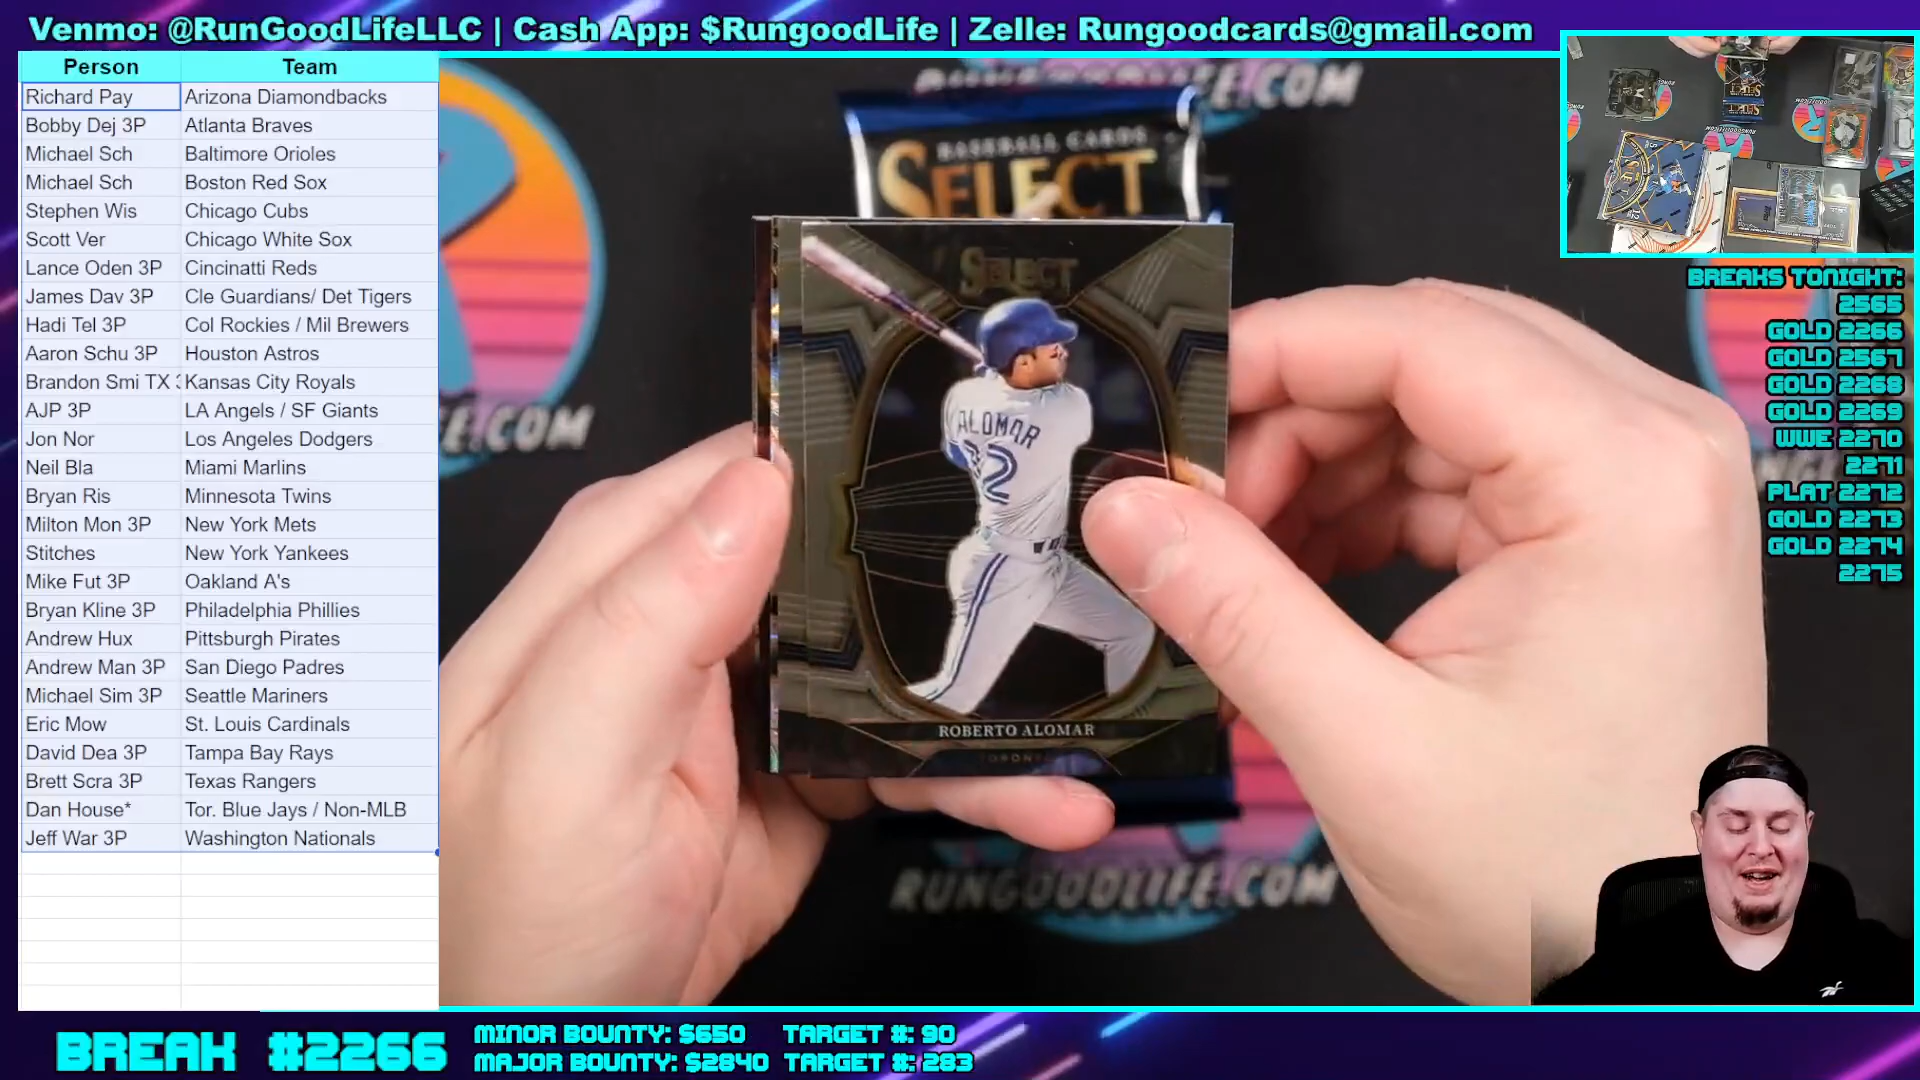 Venmo: @RunGoodLifeLLC | Cash App: $RungoodLife | Zelle: Rungoodcards@gmail.com
Person Team
Richard Pay Arizona Diamondbacks
Bobby Dej 3P Atlanta Braves
Michael Sch Baltimore Orioles
Michael Sch Boston Red Sox
Stephen Wis Chicago Cubs
Scott Ver Chicago White Sox
Lance Oden 3P Cincinatti Reds
James Dav 3P Cle Guardians/ Det Tigers
Hadi Tel 3P Col Rockies / Mil Brewers
Aaron Schu 3P Houston Astros
Brandon Smi TX Kansas City Royals
AJP 3P LA Angels / SF Giants
Jon Nor Los Angeles Dodgers
Neil Bla Miami Marlins
Bryan Ris Minnesota Twins
Milton Mon 3P New York Mets
Stitches New York Yankees
Mike Fut 3P Oakland A's
Bryan Kline 3P Philadelphia Phillies
Andrew Hux Pittsburgh Pirates
Andrew Man 3P San Diego Padres
Michael Sim 3P Seattle Mariners
Eric Mow St. Louis Cardinals
David Dea 3P Tampa Bay Rays
Brett Scra 3P Texas Rangers
Dan House* Tor. Blue Jays / Non-MLB
Jeff War 3P Washington Nationals
BASEBALL CARDS
SELECT
SELECT
ALOMAR
12
ROBERTO ALOMAR
TORONTO
RUNGOODLIFE.COM
BREAKS TONIGHT:
2565
GOLD 2266
GOLD 2567
GOLD 2268
GOLD 2269
WWE 2270
2271
PLAT 2272
GOLD 2273
GOLD 2274
2275
BREAK #2266
MINOR BOUNTY: $650 TARGET #: 90
MAJOR BOUNTY: $2840 TARGET #: 283